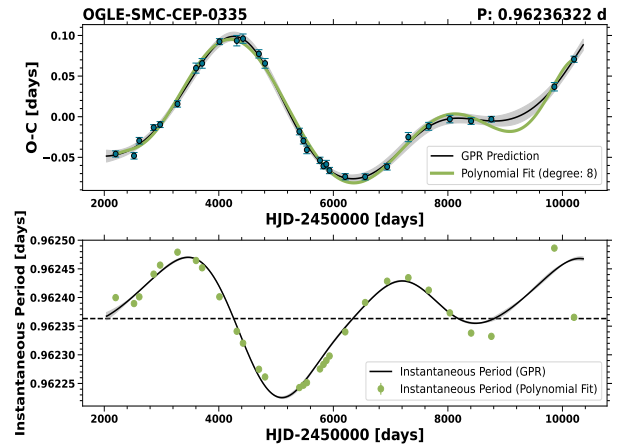 OGLE-SMC-CEP-0335 P: 0.96236322 d
O-C [days]
0.10
0.05
0.00
−0.05
GPR Prediction
Polynomial Fit (degree: 8)
2000 4000 6000 8000 10000
HJD-2450000 [days]
Instantaneous Period [days]
0.96250
0.96245
0.96240
0.96235
0.96230
0.96225
Instantaneous Period (GPR)
Instantaneous Period (Polynomial Fit)
2000 4000 6000 8000 10000
HJD-2450000 [days]